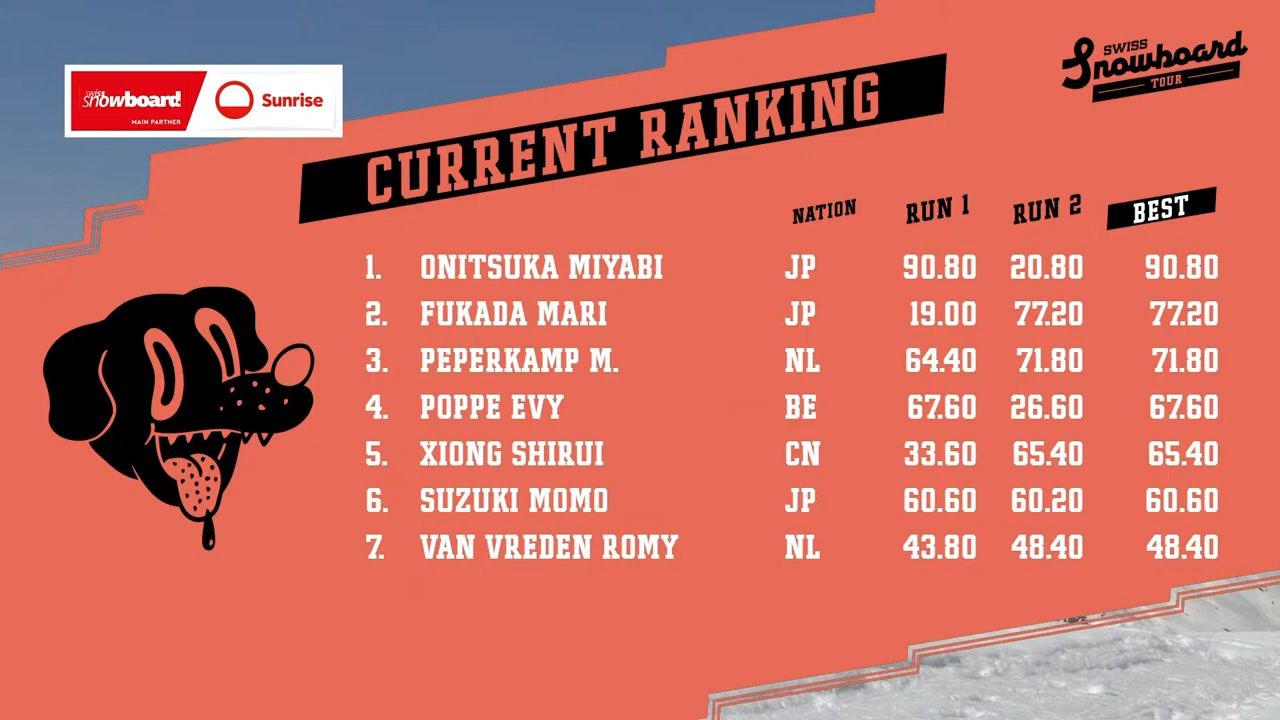 swiss
snowboard
MAIN PARTNER
Sunrise
SWISS
Snowboard
TOUR
CURRENT RANKING
NATION RUN 1 RUN 2 BEST
1. ONITSUKA MIYABI JP 90.80 20.80 90.80
2. FUKADA MARI JP 19.00 77.20 77.20
3. PEPERKAMP M. NL 64.40 71.80 71.80
4. POPPE EVY BE 67.60 26.60 67.60
5. XIONG SHIRUI CN 33.60 65.40 65.40
6. SUZUKI MOMO JP 60.60 60.20 60.60
7. VAN VREDEN ROMY NL 43.80 48.40 48.40